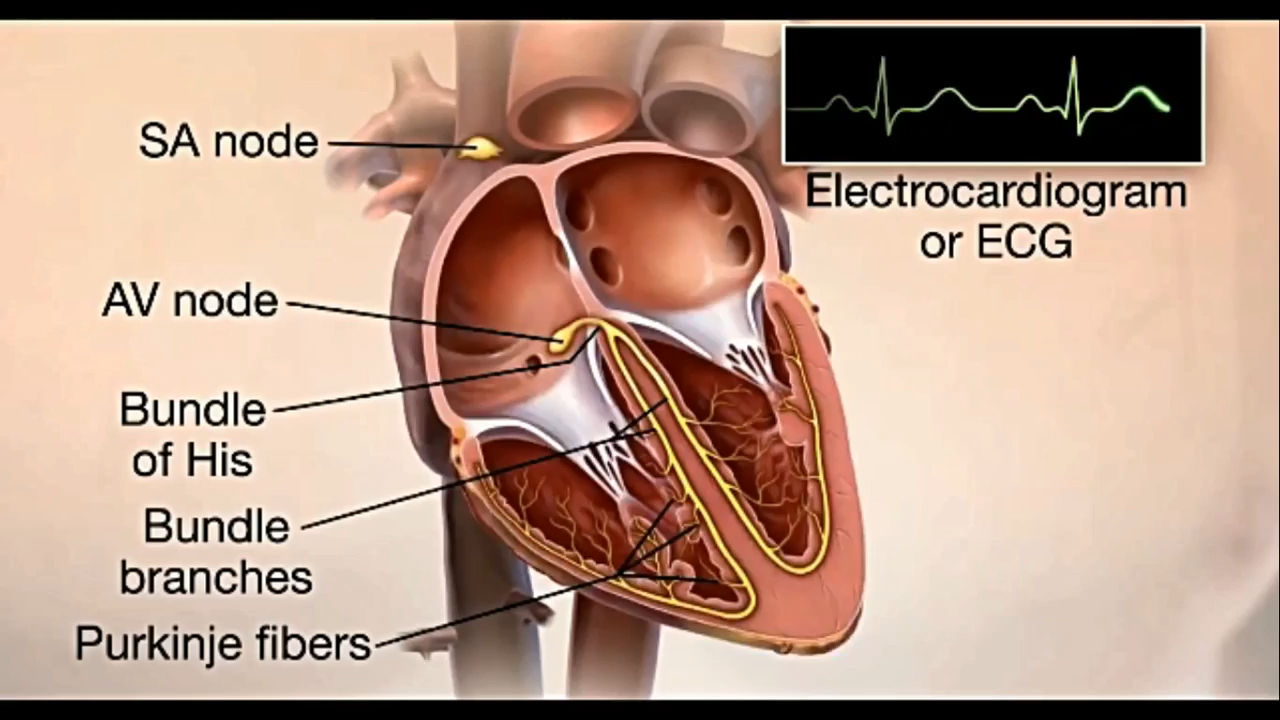 SA node
Electrocardiogram
or ECG
AV node
Bundle
of His
Bundle
branches
Purkinje fibers